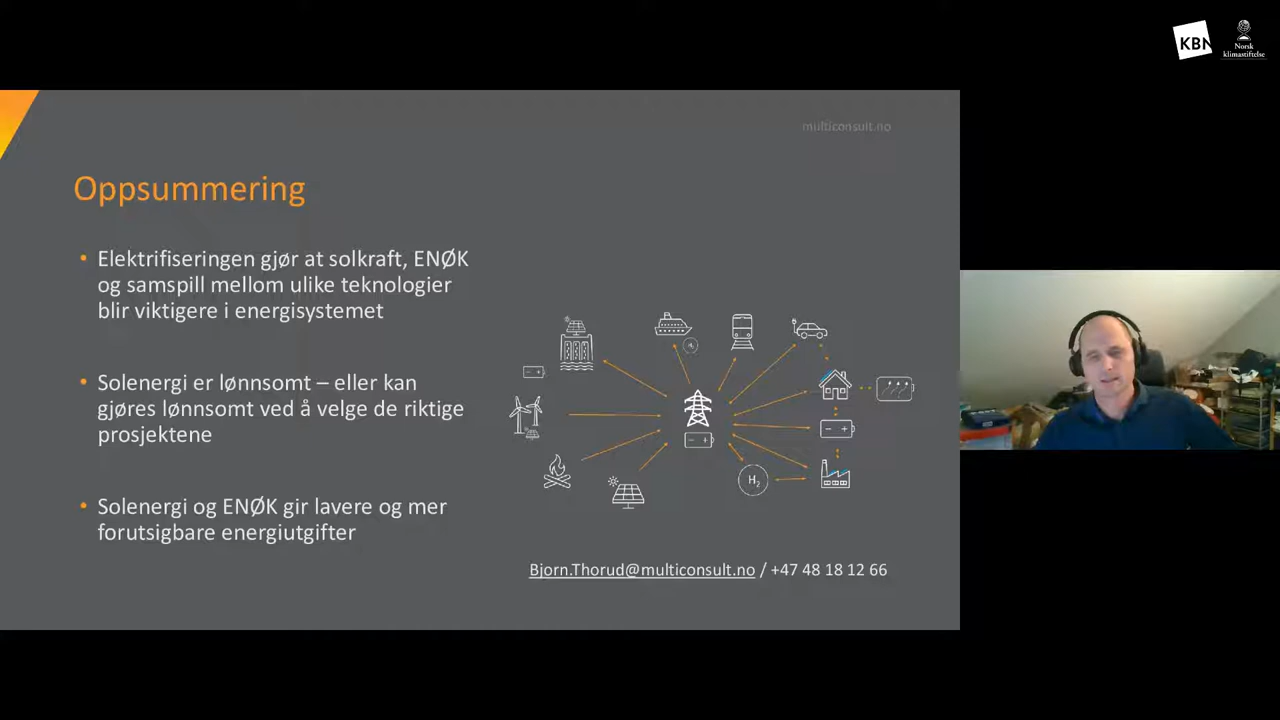 KBN
Norsk
klimastiftelse
multiconsult.no
Oppsummering
• Elektrifiseringen gjør at solkraft, ENØK
og samspill mellom ulike teknologier
blir viktigere i energisystemet
• Solenergi er lønnsomt – eller kan
gjøres lønnsomt ved å velge de riktige
prosjektene
• Solenergi og ENØK gir lavere og mer
forutsigbare energiutgifter
H₂
H₂
Bjorn.Thorud@multiconsult.no / +47 48 18 12 66